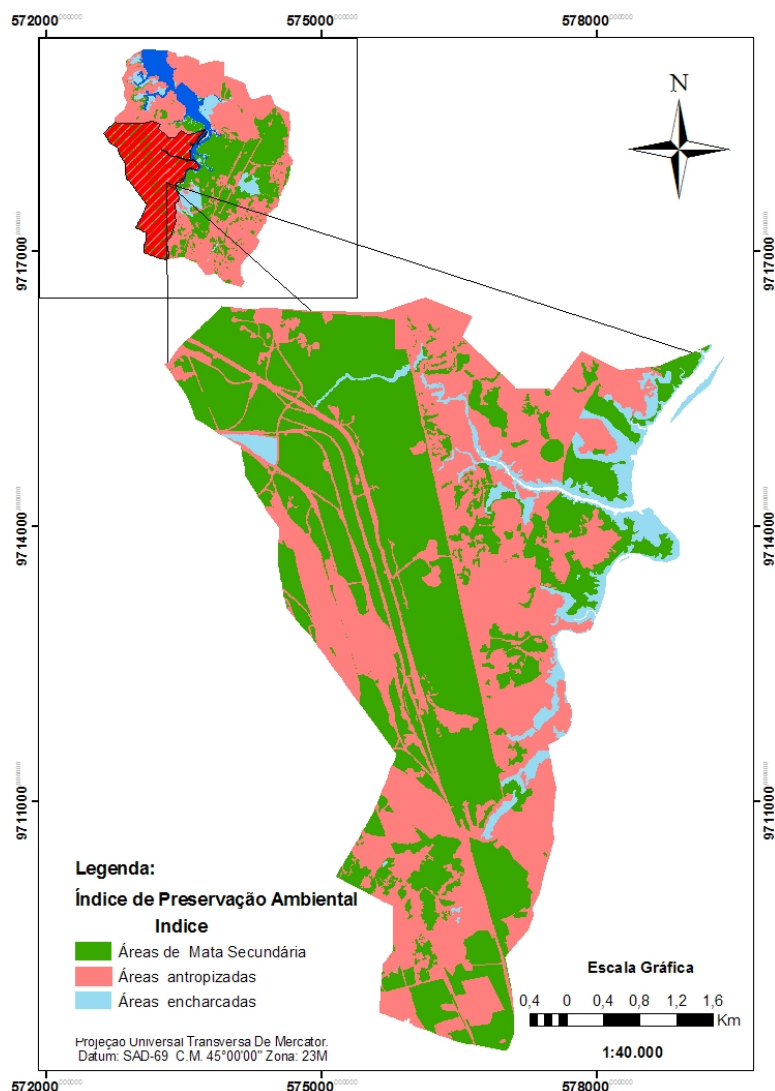 572000
575000
578000
N
9717000
9717000
9714000
9714000
9711000
9711000
Legenda:
Índice de Preservação Ambiental
Indice
Áreas de Mata Secundária
Áreas antropizadas
Áreas encharcadas
Projeção Universal Transversa De Mercator.
Datum: SAD-69 C.M. 45°00'00" Zona: 23M
Escala Gráfica
0,4 0 0,4 0,8 1,2 1,6
Km
1:40.000
572000
575000
578000